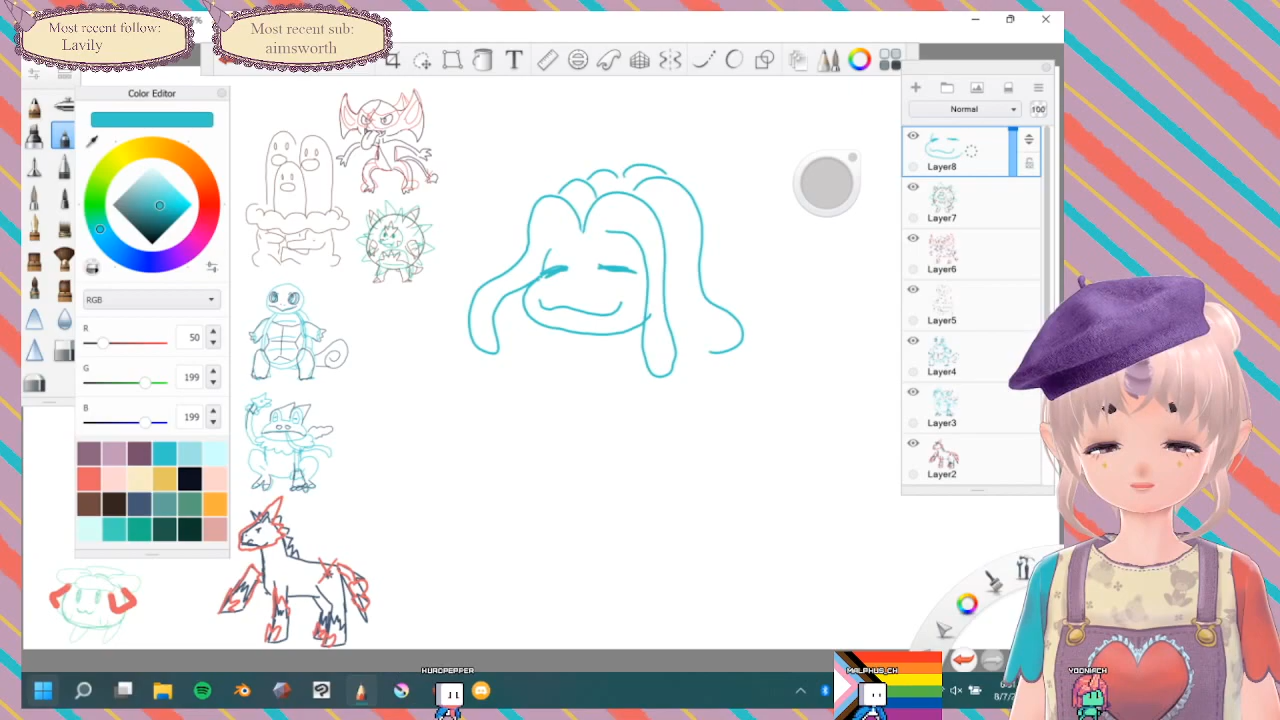 Most recent follow:
Lavily
Most recent sub:
aimsworth
T
Color Editor
Normal
100
Layer8
Layer7
Layer6
Layer5
Layer4
Layer3
Layer2
RGB
R
50
G
199
B
199
HUROPEPPER
MALPHUS_CH
YOONIACH